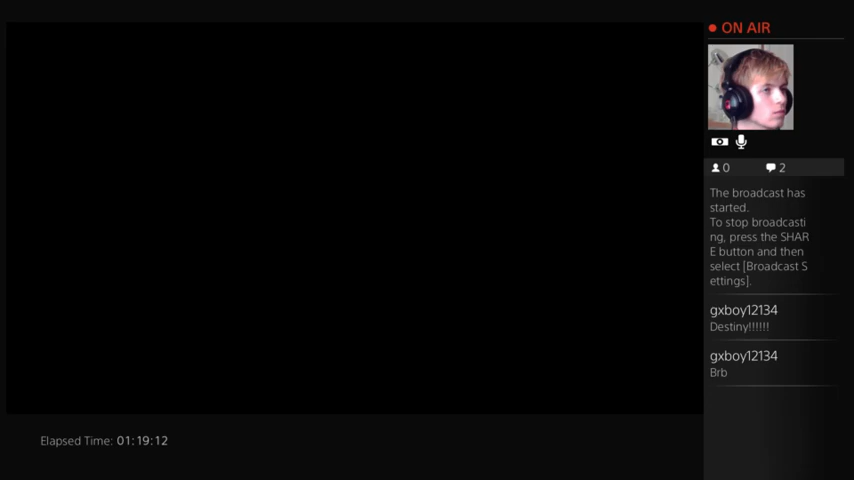 ON AIR
0 2
The broadcast has
started.
To stop broadcasti
ng, press the SHAR
E button and then
select [Broadcast S
ettings].
gxboy12134
Destiny!!!!!!
gxboy12134
Brb
Elapsed Time: 01:19:12